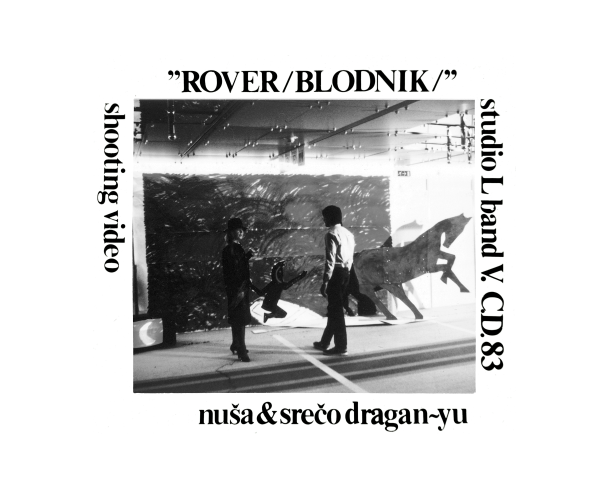 ”ROVER/BLODNIK/”
shooting video
studio L band V. CD.83
nuša & srečo dragan~yu